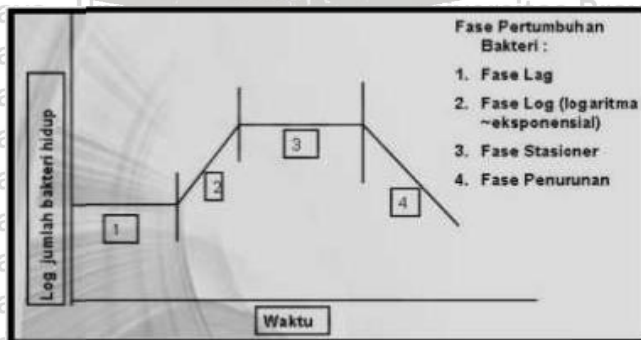 Fase Pertumbuhan
Bakteri :
1. Fase Lag
2. Fase Log (logaritma
~eksponensial)
3. Fase Stasioner
4. Fase Penurunan
Log jumlah bakteri hidup
1
2
3
4
Waktu